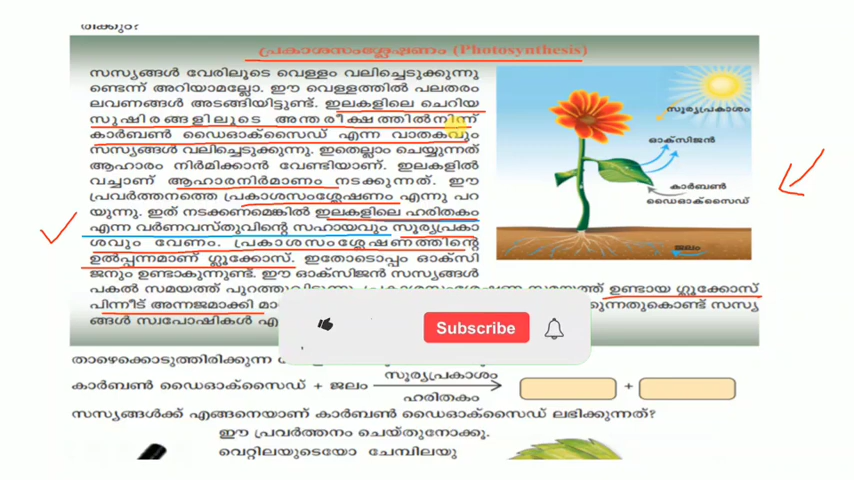 പ്രകാശസംശ്ലേഷണം (Photosynthesis)
സസ്യങ്ങൾ വേരിലൂടെ വെള്ളം വലിച്ചെടുക്കുന്നു
ണ്ടെന്ന് അറിയാമല്ലോ. ഈ വെള്ളത്തിൽ പലതരം
ലവണങ്ങൾ അടങ്ങിയിട്ടുണ്ട്. ഇലകളിലെ ചെറിയ
സുഷിരങ്ങളിലൂടെ അന്തരീക്ഷത്തിൽനിന്ന്
കാർബൺ ഡൈഓക്സൈഡ് എന്ന വാതകവും
സസ്യങ്ങൾ വലിച്ചെടുക്കുന്നു. ഇതെല്ലാം ചെയ്യുന്നത്
ആഹാരം നിർമിക്കാൻ വേണ്ടിയാണ്. ഇലകളിൽ
വച്ചാണ് ആഹാരനിർമാണം നടക്കുന്നത്. ഈ
പ്രവർത്തനത്തെ പ്രകാശസംശ്ലേഷണം എന്നു പറ
യുന്നു. ഇത് നടക്കണമെങ്കിൽ ഇലകളിലെ ഹരിതകം
എന്ന വർണവസ്തുവിന്റെ സഹായവും സൂര്യപ്രകാ
ശവും വേണം. പ്രകാശസംശ്ലേഷണത്തിന്റെ
ഉൽപ്പന്നമാണ് ഗ്ലൂക്കോസ്. ഇതോടൊപ്പം ഓക്സി
ജനും ഉണ്ടാകുന്നുണ്ട്. ഈ ഓക്സിജൻ സസ്യങ്ങൾ
പകൽ സമയത്ത് പുറത്തുവിടുന്നു. പ്രകാശസംശ്ലേഷണ സമയത്ത് ഉണ്ടായ ഗ്ലൂക്കോസ്
പിന്നീട് അന്നജമാക്കി കുന്നതുകൊണ്ട് സസ്യ
ങ്ങൾ സ്വപോഷികൾ
സൂര്യപ്രകാശം
ഓക്സിജൻ
കാർബൺ
ഡൈഓക്സൈഡ്
ജലം
Subscribe
താഴെക്കൊടുത്തിരിക്കുന്ന
കാർബൺ ഡൈഓക്സൈഡ് + ജലം സൂര്യപ്രകാശം +
ഹരിതകം
സസ്യങ്ങൾക്ക് എങ്ങനെയാണ് കാർബൺ ഡൈഓക്സൈഡ് ലഭിക്കുന്നത്?
ഈ പ്രവർത്തനം ചെയ്തുനോക്കൂ.
വെറ്റിലയുടെയോ ചേമ്പിലയു